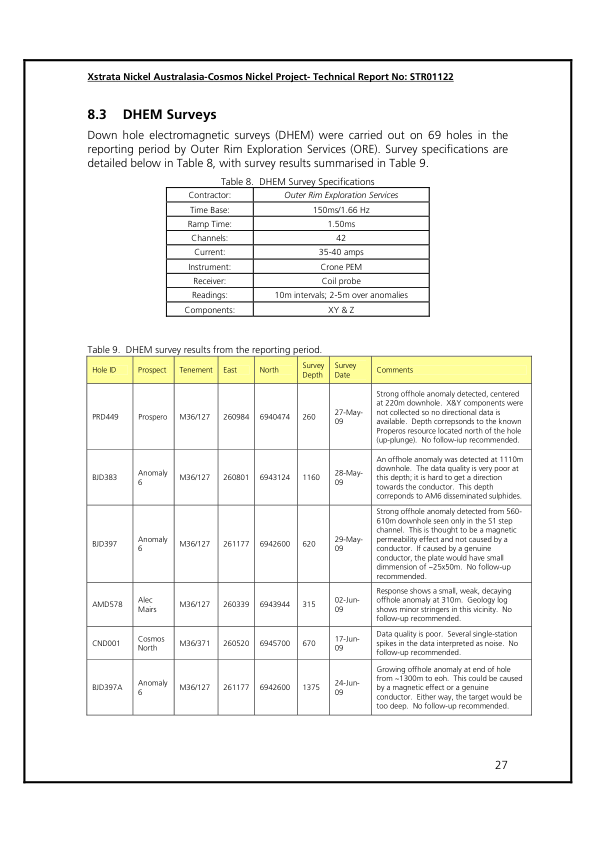 Xstrata Nickel Australasia-Cosmos Nickel Project- Technical Report No: STR01122
8.3 DHEM Surveys
Down hole electromagnetic surveys (DHEM) were carried out on 69 holes in the
reporting period by Outer Rim Exploration Services (ORE). Survey specifications are
detailed below in Table 8, with survey results summarised in Table 9.
Table 8. DHEM Survey Specifications
Contractor: Outer Rim Exploration Services
Time Base: 150ms/1.66 Hz
Ramp Time: 1.50ms
Channels: 42
Current: 35-40 amps
Instrument: Crone PEM
Receiver: Coil probe
Readings: 10m intervals; 2-5m over anomalies
Components: XY & Z
Table 9. DHEM survey results from the reporting period.
Hole ID Prospect Tenement East North Survey Depth Survey Date Comments
PRD449 Prospero M36/127 260984 6940474 260 27-May-09
Strong offhole anomaly detected, centered
at 220m downhole. X&Y components were
not collected so no directional data is
available. Depth correpsonds to the known
Properos resource located north of the hole
(up-plunge). No follow-iup recommended.
BJD383 Anomaly 6 M36/127 260801 6943124 1160 28-May-09
An offhole anomaly was detected at 1110m
downhole. The data quality is very poor at
this depth; it is hard to get a direction
towards the conductor. This depth
correponds to AM6 disseminated sulphides.
BJD397 Anomaly 6 M36/127 261177 6942600 620 29-May-09
Strong offhole anomaly detected from 560-
610m downhole seen only in the S1 step
channel. This is thought to be a magnetic
permeability effect and not caused by a
conductor. If caused by a genuine
conductor, the plate would have small
dimmension of ~25x50m. No follow-up
recommended.
AMD578 Alec Mairs M36/127 260339 6943944 315 02-Jun-09
Response shows a small, weak, decaying
offhole anomaly at 310m. Geology log
shows minor stringers in this vicinity. No
follow-up recommended.
CND001 Cosmos North M36/371 260520 6945700 670 17-Jun-09
Data quality is poor. Several single-station
spikes in the data interpreted as noise. No
follow-up recommended.
BJD397A Anomaly 6 M36/127 261177 6942600 1375 24-Jun-09
Growing offhole anomaly at end of hole
from ~1300m to eoh. This could be caused
by a magnetic effect or a genuine
conductor. Either way, the target would be
too deep. No follow-up recommended.
27